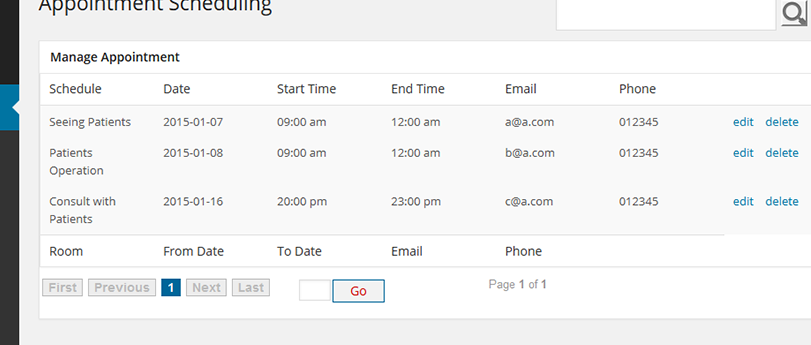 Appointment Scheduling
Manage Appointment
Schedule Date Start Time End Time Email Phone
Seeing Patients 2015-01-07 09:00 am 12:00 am a@a.com 012345 edit delete
Patients 2015-01-08 09:00 am 12:00 am b@a.com 012345 edit delete
Operation
Consult with 2015-01-16 20:00 pm 23:00 pm c@a.com 012345 edit delete
Patients
Room From Date To Date Email Phone
First Previous 1 Next Last Go Page 1 of 1